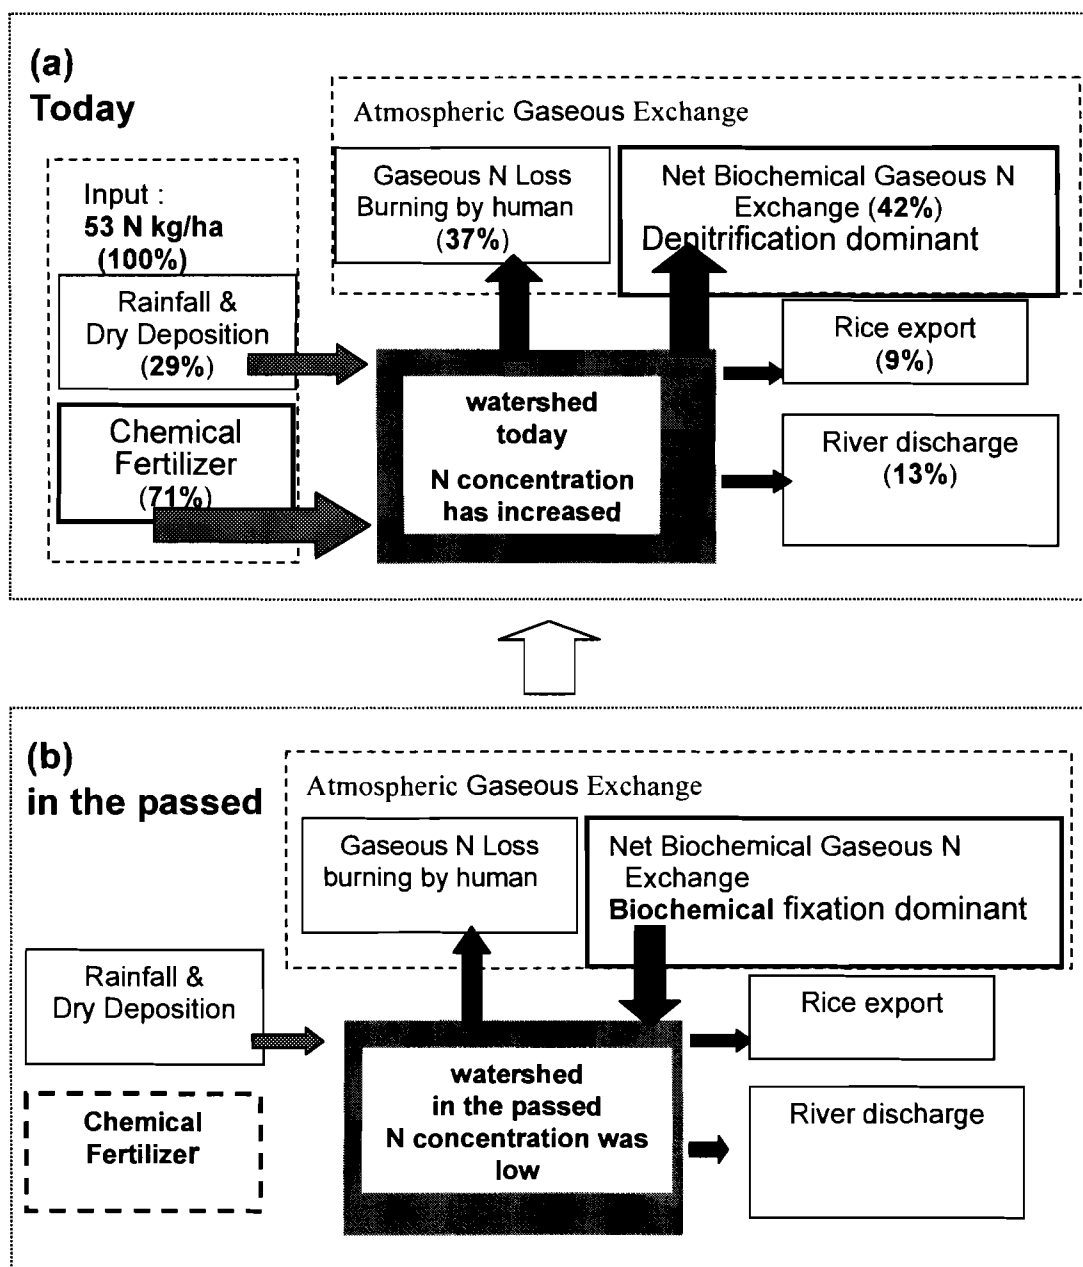 (a)
Today
Atmospheric Gaseous Exchange
Input :
53 N kg/ha
(100%)
Gaseous N Loss
Burning by human
(37%)
Net Biochemical Gaseous N
Exchange (42%)
Denitrification dominant
Rainfall &
Dry Deposition
(29%)
Rice export
(9%)
Chemical
Fertilizer
(71%)
watershed
today
N concentration
has increased
River discharge
(13%)
(b)
in the passed
Atmospheric Gaseous Exchange
Gaseous N Loss
burning by human
Net Biochemical Gaseous N
Exchange
Biochemical fixation dominant
Rainfall &
Dry Deposition
Rice export
Chemical
Fertilizer
watershed
in the passed
N concentration was
low
River discharge